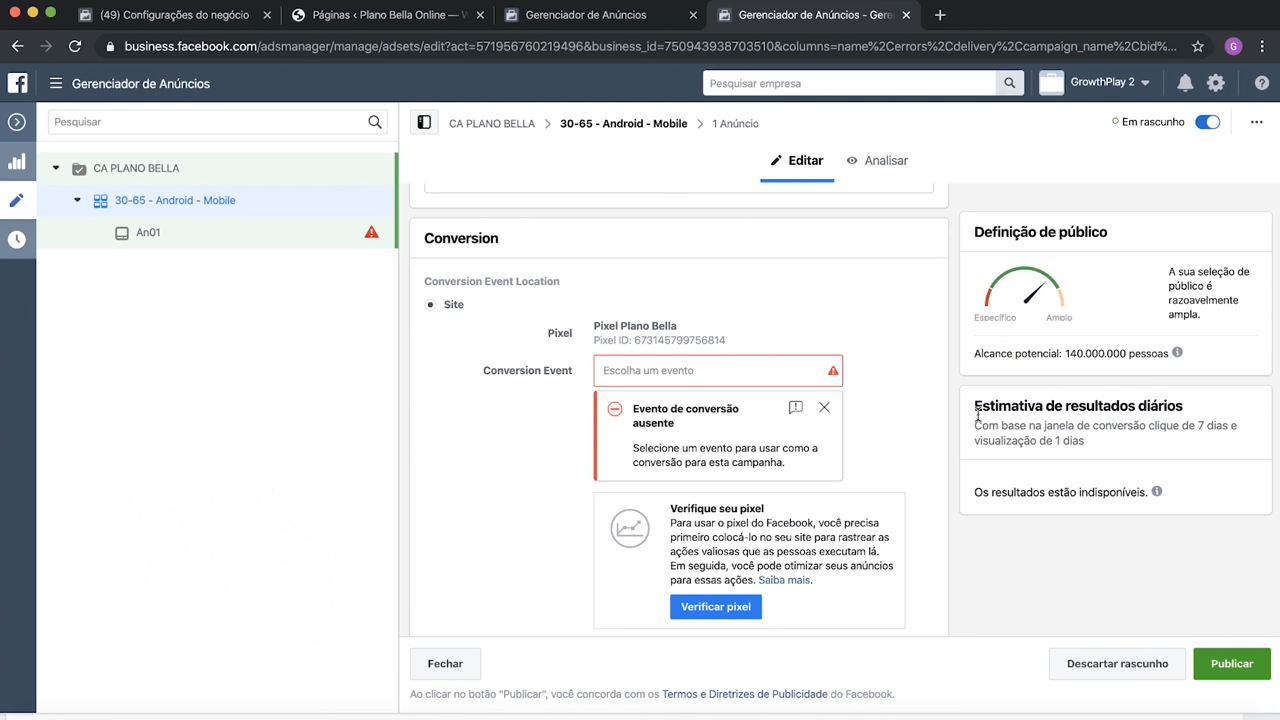 (49) Configurações do negócio
Páginas ‹ Plano Bella Online — W
Gerenciador de Anúncios
Gerenciador de Anúncios - Gere
business.facebook.com/adsmanager/manage/adsets/edit?act=571956760219496&business_id=750943938703510&columns=name%2Cerrors%2Cdelivery%2Ccampaign_name%2Cbid%...
G
Gerenciador de Anúncios
Pesquisar empresa
GrowthPlay 2
Pesquisar
CA PLANO BELLA
30-65 - Android - Mobile
An01
CA PLANO BELLA > 30-65 - Android - Mobile > 1 Anúncio
Em rascunho
Editar
Analisar
Conversion
Conversion Event Location
Site
Pixel
Pixel Plano Bella
Pixel ID: 673145799756814
Conversion Event
Escolha um evento
Evento de conversão
ausente
Selecione um evento para usar como a
conversão para esta campanha.
Verifique seu pixel
Para usar o pixel do Facebook, você precisa
primeiro colocá-lo no seu site para rastrear as
ações valiosas que as pessoas executam lá.
Em seguida, você pode otimizar seus anúncios
para essas ações. Saiba mais.
Verificar pixel
Definição de público
Específico
Amplo
A sua seleção de
público é
razoavelmente
ampla.
Alcance potencial: 140.000.000 pessoas
Estimativa de resultados diários
Com base na janela de conversão clique de 7 dias e
visualização de 1 dias
Os resultados estão indisponíveis.
Fechar
Descartar rascunho
Publicar
Ao clicar no botão "Publicar", você concorda com os Termos e Diretrizes de Publicidade do Facebook.